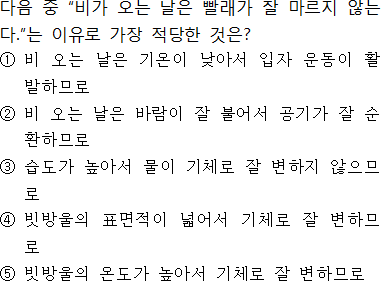 다음 중 “비가 오는 날은 빨래가 잘 마르지 않는
다.”는 이유로 가장 적당한 것은?
① 비 오는 날은 기온이 낮아서 입자 운동이 활
발하므로
② 비 오는 날은 바람이 잘 불어서 공기가 잘 순
환하므로
③ 습도가 높아서 물이 기체로 잘 변하지 않으므
로
④ 빗방울의 표면적이 넓어서 기체로 잘 변하므
로
⑤ 빗방울의 온도가 높아서 기체로 잘 변하므로